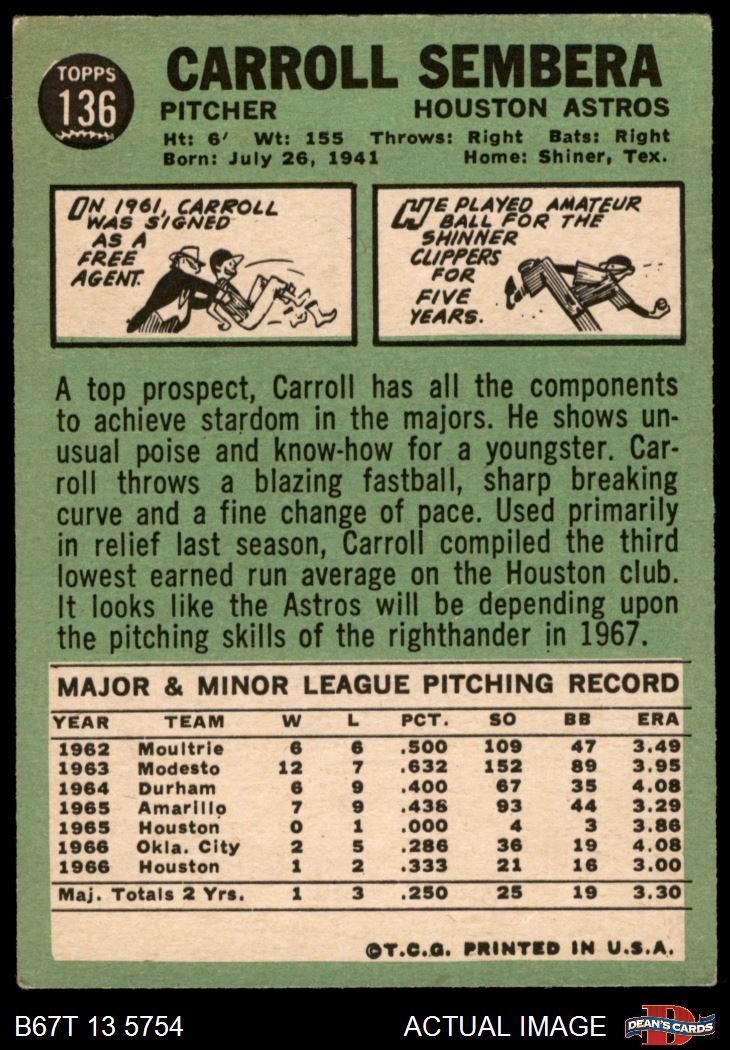 TOPPS
136
CARROLL SEMBERA
PITCHER HOUSTON ASTROS
Ht: 6' Wt: 155 Throws: Right Bats: Right
Born: July 26, 1941 Home: Shiner, Tex.
IN 1961, CARROLL
WAS SIGNED
AS A
FREE
AGENT.
HE PLAYED AMATEUR
BALL FOR THE
SHINNER
CLIPPERS
FOR
FIVE
YEARS.
A top prospect, Carroll has all the components
to achieve stardom in the majors. He shows un-
usual poise and know-how for a youngster. Car-
roll throws a blazing fastball, sharp breaking
curve and a fine change of pace. Used primarily
in relief last season, Carroll compiled the third
lowest earned run average on the Houston club.
It looks like the Astros will be depending upon
the pitching skills of the righthander in 1967.
MAJOR & MINOR LEAGUE PITCHING RECORD
YEAR TEAM W L PCT. SO BB ERA
1962 Moultrie 6 6 .500 109 47 3.49
1963 Modesto 12 7 .632 152 89 3.95
1964 Durham 6 9 .400 67 35 4.08
1965 Amarillo 7 9 .438 93 44 3.29
1965 Houston 0 1 .000 4 3 3.86
1966 Okla. City 2 5 .286 36 19 4.08
1966 Houston 1 2 .333 21 16 3.00
Maj. Totals 2 Yrs. 1 3 .250 25 19 3.30
©T.C.G. PRINTED IN U.S.A.
B67T 13 5754 ACTUAL IMAGE D DEAN'S CARDS